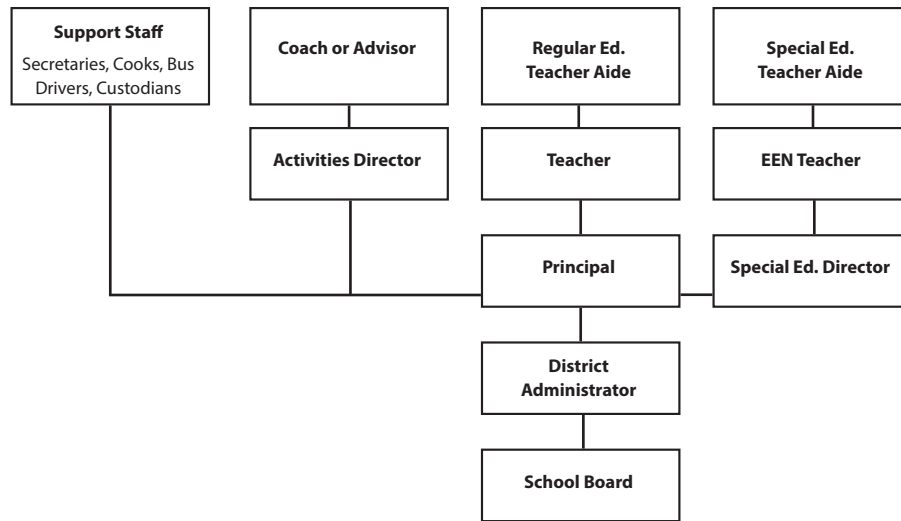 Support Staff
Secretaries, Cooks, Bus
Drivers, Custodians
Coach or Advisor
Regular Ed.
Teacher Aide
Special Ed.
Teacher Aide
Activities Director
Teacher
EEN Teacher
Principal
Special Ed. Director
District
Administrator
School Board